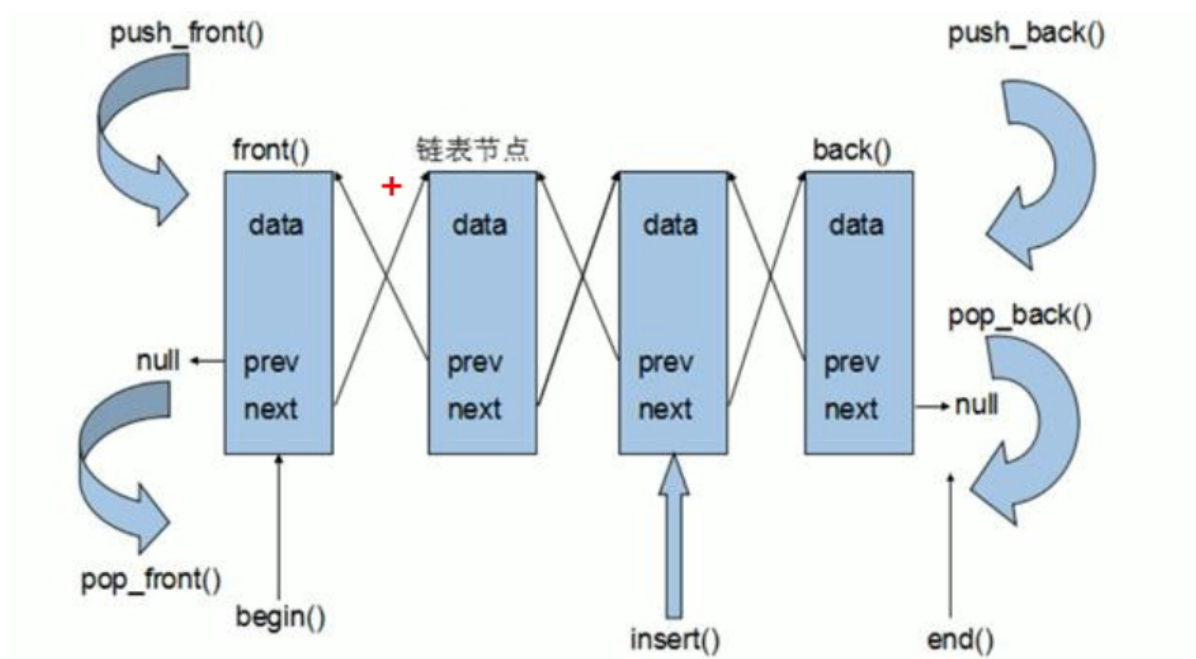 push_front()
push_back()
front()
链表节点
back()
data
data
data
data
pop_back()
null
prev
prev
prev
prev
next
next
next
next
null
pop_front()
begin()
insert()
end()